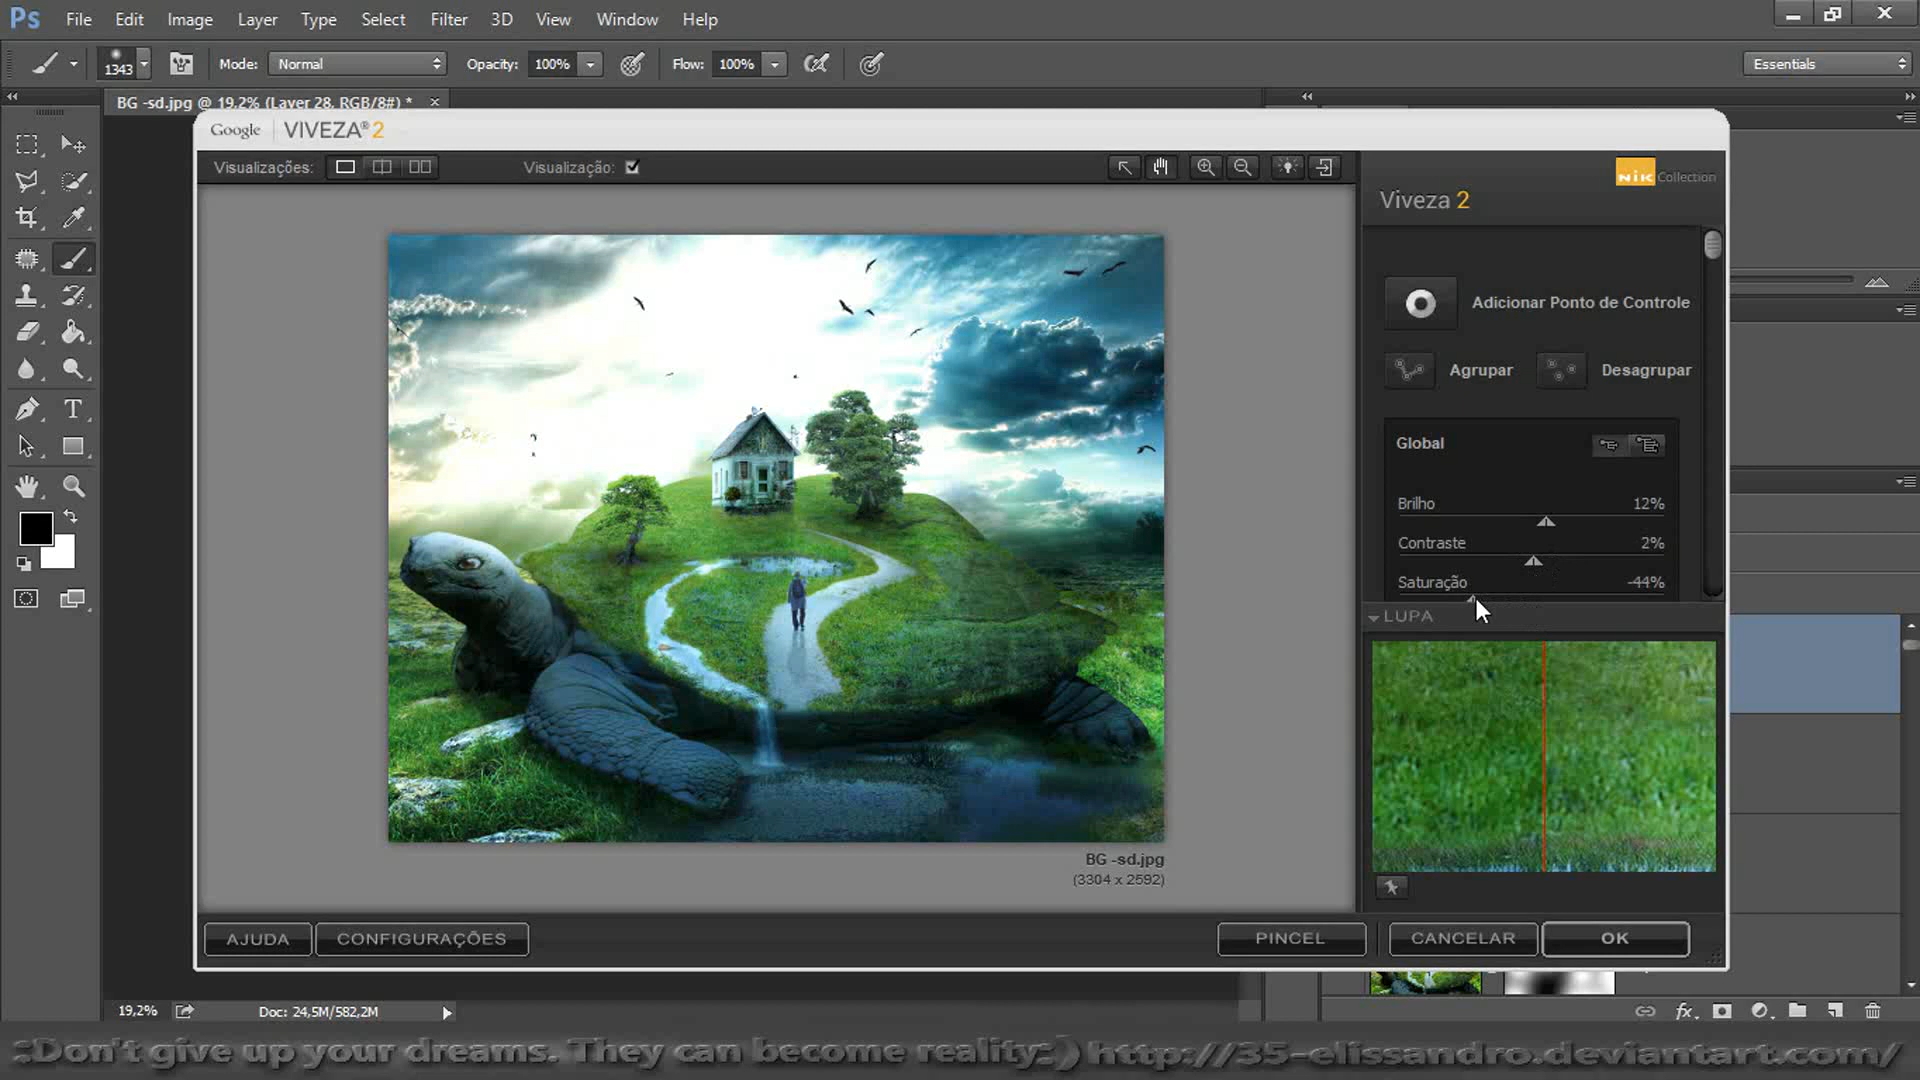 Ps File Edit Image Layer Type Select Filter 3D View Window Help
1343 Mode: Normal Opacity: 100% Flow: 100% Essentials
BG -sd.jpg @ 19,2% (Layer 28, RGB/8#) *
Google VIVEZA® 2
Visualizações: Visualização:
Nik Collection
Viveza 2
Adicionar Ponto de Controle
Agrupar Desagrupar
Global
Brilho 12%
Contraste 2%
Saturação -44%
LUPA
BG -sd.jpg
(3304 x 2592)
AJUDA CONFIGURAÇÕES PINCEL CANCELAR OK
19,2% Doc: 24,5M/582,2M
fx
:Don't give up your dreams. They can become reality:) http://35-elissandro.deviantart.com/